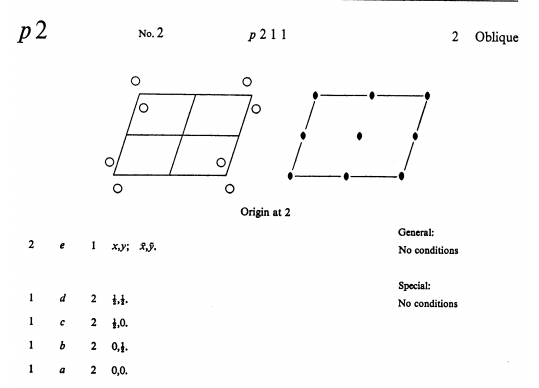 p2 No. 2 p 2 1 1 2 Oblique
Origin at 2
General:
2 e 1 x,y; x̄,ȳ. No conditions
Special:
1 d 2 ½,½. No conditions
1 c 2 ½,0.
1 b 2 0,½.
1 a 2 0,0.